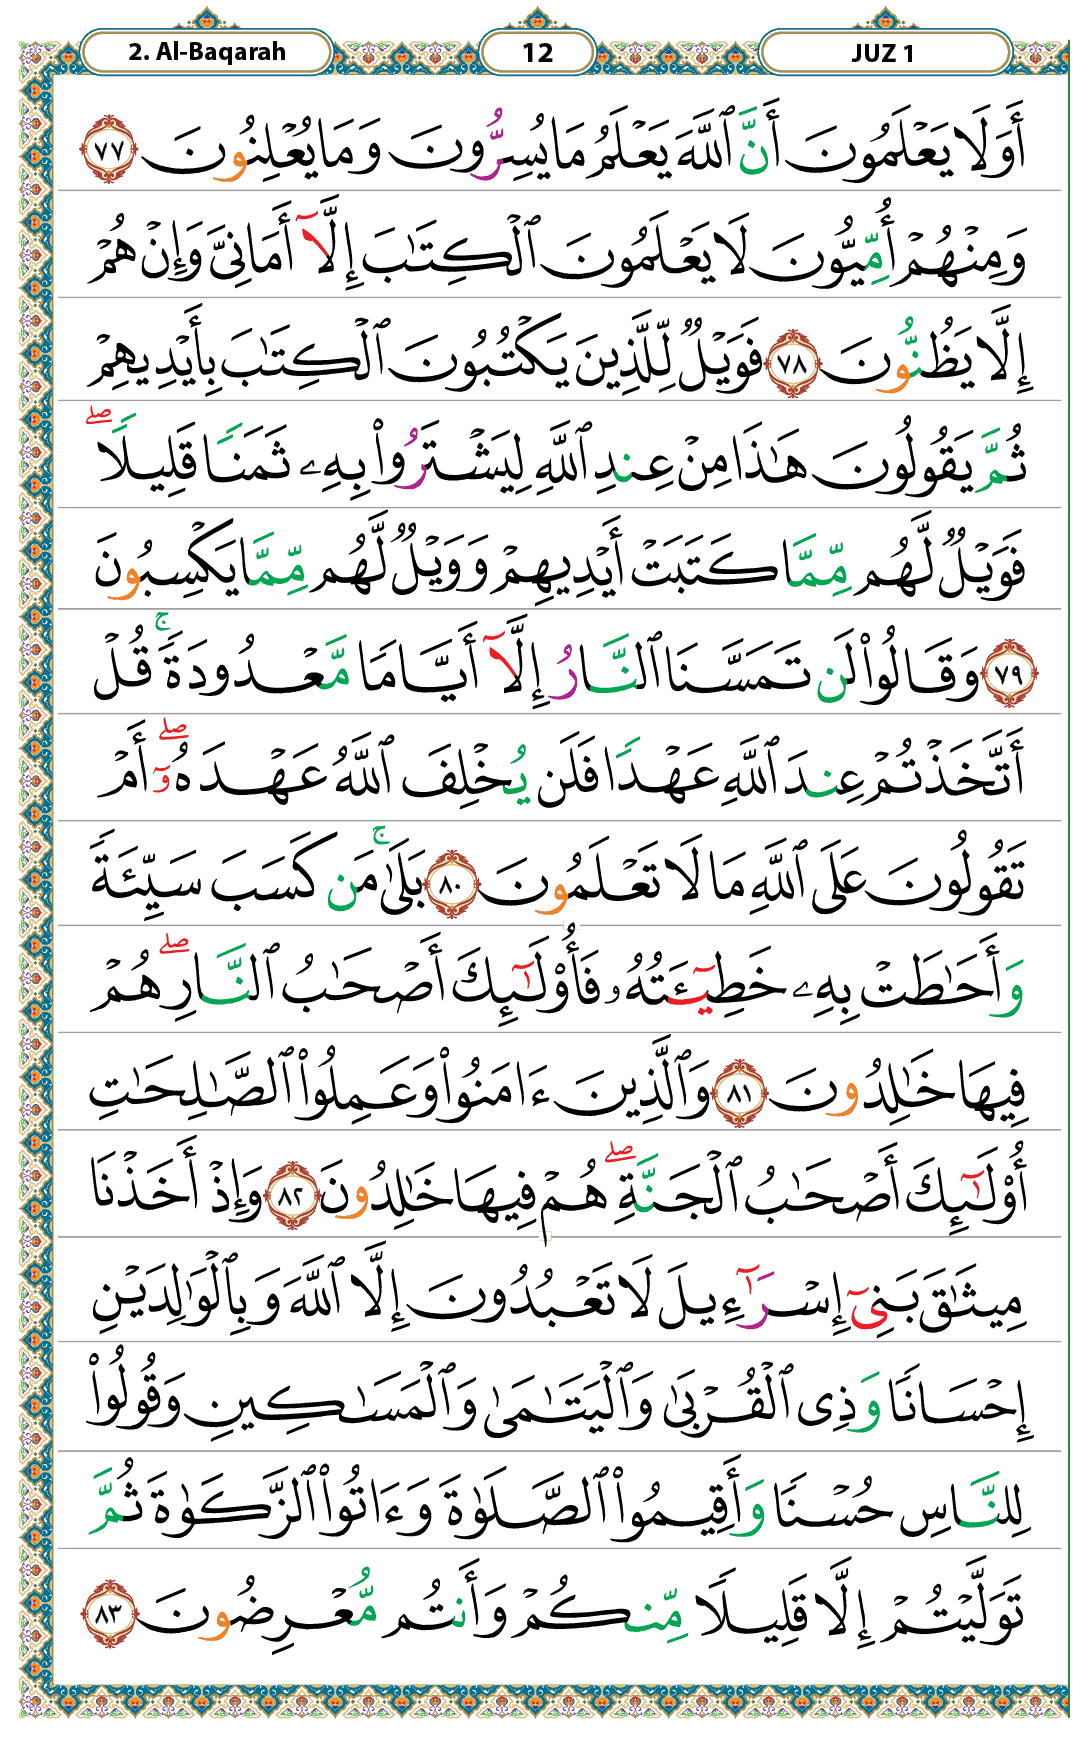 2. Al-Baqarah 12 JUZ 1
أَوَلَا يَعْلَمُونَ أَنَّ ٱللَّهَ يَعْلَمُ مَا يُسِرُّونَ وَمَا يُعْلِنُونَ ٧٧
وَمِنْهُمْ أُمِّيُّونَ لَا يَعْلَمُونَ ٱلْكِتَٰبَ إِلَّآ أَمَانِىَّ وَإِنْ هُمْ
إِلَّا يَظُنُّونَ ٧٨ فَوَيْلٌ لِّلَّذِينَ يَكْتُبُونَ ٱلْكِتَٰبَ بِأَيْدِيهِمْ
ثُمَّ يَقُولُونَ هَٰذَا مِنْ عِندِ ٱللَّهِ لِيَشْتَرُوا۟ بِهِۦ ثَمَنًا قَلِيلًا ۖ
فَوَيْلٌ لَّهُم مِّمَّا كَتَبَتْ أَيْدِيهِمْ وَوَيْلٌ لَّهُم مِّمَّا يَكْسِبُونَ
٧٩ وَقَالُوا۟ لَن تَمَسَّنَا ٱلنَّارُ إِلَّآ أَيَّامًا مَّعْدُودَةً ۚ قُلْ
أَتَّخَذْتُمْ عِندَ ٱللَّهِ عَهْدًا فَلَن يُخْلِفَ ٱللَّهُ عَهْدَهُۥٓ ۖ أَمْ
تَقُولُونَ عَلَى ٱللَّهِ مَا لَا تَعْلَمُونَ ٨٠ بَلَىٰ ۚ مَن كَسَبَ سَيِّئَةً
وَأَحَٰطَتْ بِهِۦ خَطِيٓـَٔتُهُۥ فَأُو۟لَٰٓئِكَ أَصْحَٰبُ ٱلنَّارِ ۖ هُمْ
فِيهَا خَٰلِدُونَ ٨١ وَٱلَّذِينَ ءَامَنُوا۟ وَعَمِلُوا۟ ٱلصَّٰلِحَٰتِ
أُو۟لَٰٓئِكَ أَصْحَٰبُ ٱلْجَنَّةِ ۖ هُمْ فِيهَا خَٰلِدُونَ ٨٢ وَإِذْ أَخَذْنَا
مِيثَٰقَ بَنِىٓ إِسْرَٰٓءِيلَ لَا تَعْبُدُونَ إِلَّا ٱللَّهَ وَبِٱلْوَٰلِدَيْنِ
إِحْسَانًا وَذِى ٱلْقُرْبَىٰ وَٱلْيَتَٰمَىٰ وَٱلْمَسَٰكِينِ وَقُولُوا۟
لِلنَّاسِ حُسْنًا وَأَقِيمُوا۟ ٱلصَّلَوٰةَ وَءَاتُوا۟ ٱلزَّكَوٰةَ ثُمَّ
تَوَلَّيْتُمْ إِلَّا قَلِيلًا مِّنكُمْ وَأَنتُم مُّعْرِضُونَ ٨٣